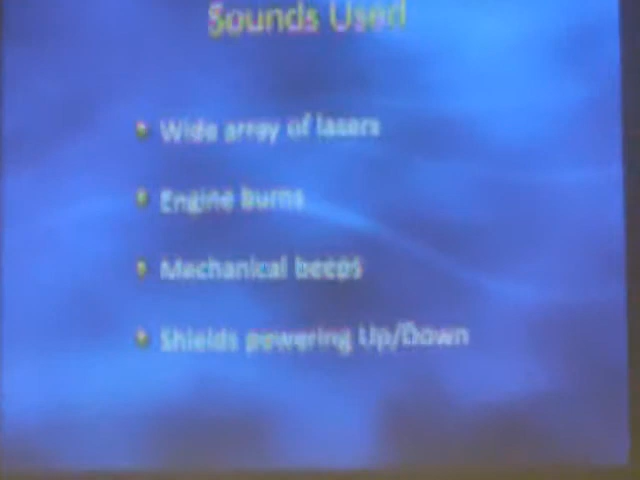 Sounds Used
Wide array of lasers
Engine burns
Mechanical beeps
Shields powering Up/Down